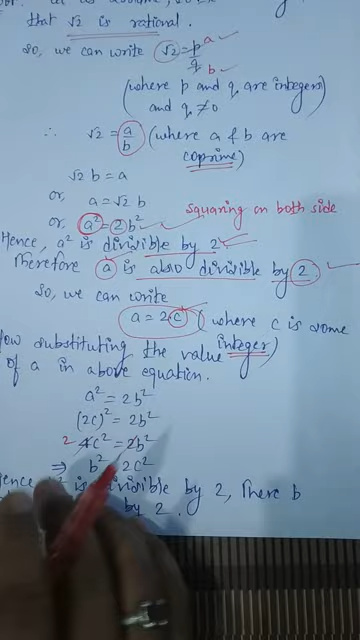 that √2 is rational.
So, we can write √2 = p/q a
b
(where p and q are integers
and q ≠ 0
∴ √2 = a/b (where a & b are
coprime)
√2 b = a
or, a = √2 b
or, a² = 2b² Squaring on both side
Hence, a² is divisible by 2
Therefore a is also divisible by 2
So, we can write
a = 2c (where c is some
integer)
Now substituting the value
of a in above equation.
a² = 2b²
(2c)² = 2b²
2 4c² = 2b²
⇒ b² = 2c²
is divisible by 2, There b
by 2.